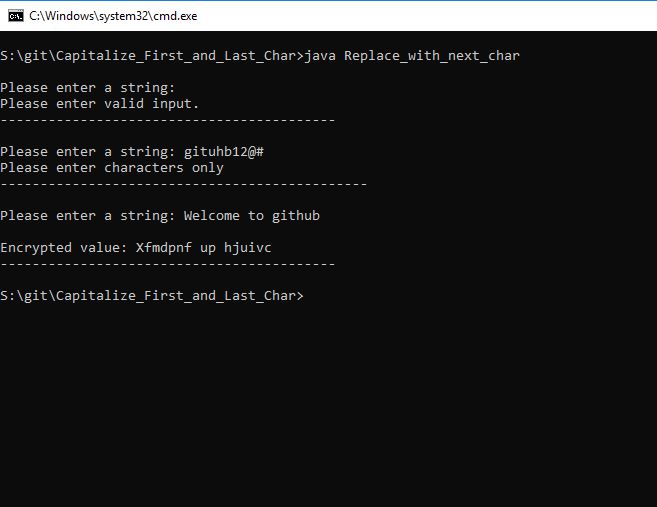 C:\Windows\system32\cmd.exe
S:\git\Capitalize_First_and_Last_Char>java Replace_with_next_char
Please enter a string:
Please enter valid input.
------------------------------------------
Please enter a string: gituhb12@#
Please enter characters only
----------------------------------------------
Please enter a string: Welcome to github
Encrypted value: Xfmdpnf up hjuivc
------------------------------------------
S:\git\Capitalize_First_and_Last_Char>